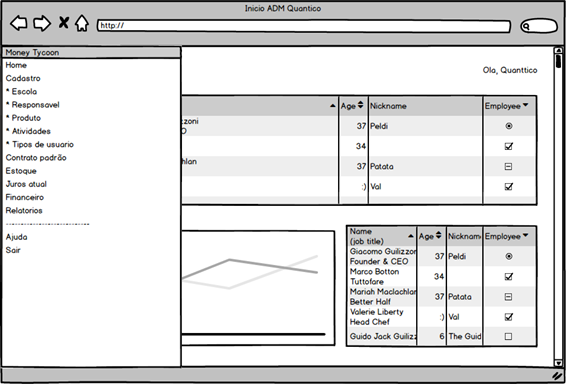 Inicio ADM Quantico
http://
Money Tycoon
Home
Cadastro
* Escola
* Responsavel
* Produto
* Atividades
* Tipos de usuario
Contrato padrão
Estoque
Juros atual
Financeiro
Relatorios
Ajuda
Sair
Ola, Quanttico
Age Nickname Employee
zzoni
O 37 Peldi
34
chlan 37 Patata
:) Val
Name
(job title) Age Nicknam Employee
Giacomo Guilizzon
Founder & CEO 37 Peldi
Marco Botton
Tuttofare 34
Mariah Maclachlan
Better Half 37 Patata
Valerie Liberty
Head Chef :) Val
Guido Jack Guilizz 6 The Guid